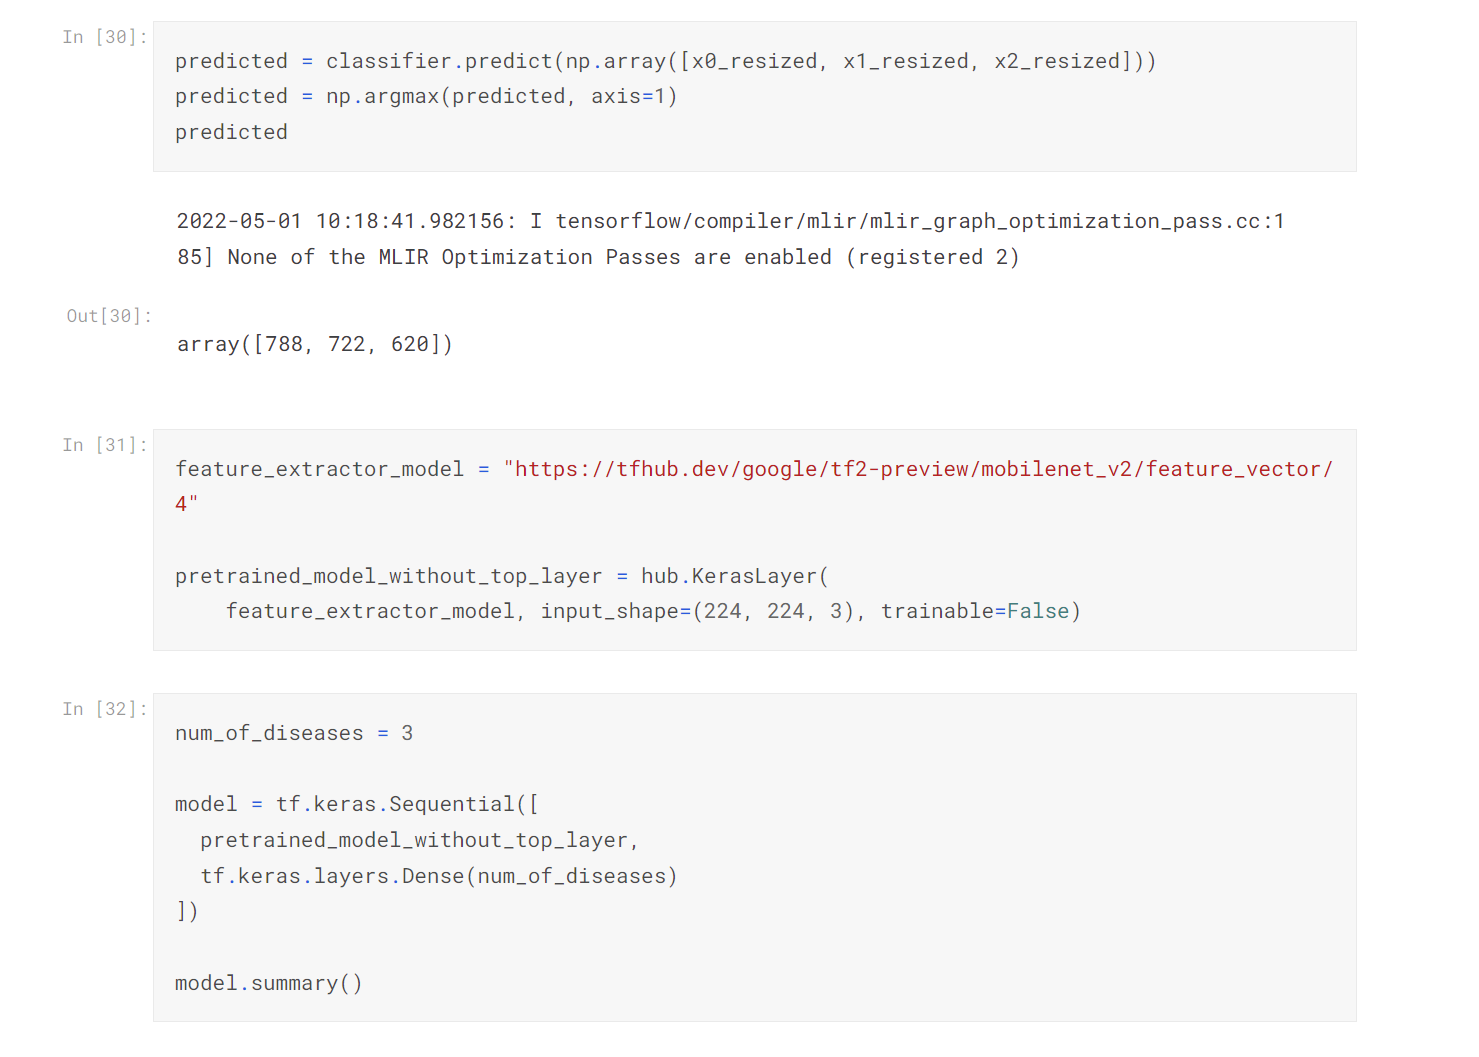 In [30]:
predicted = classifier.predict(np.array([x0_resized, x1_resized, x2_resized]))
predicted = np.argmax(predicted, axis=1)
predicted
2022-05-01 10:18:41.982156: I tensorflow/compiler/mlir/mlir_graph_optimization_pass.cc:1
85] None of the MLIR Optimization Passes are enabled (registered 2)
Out[30]:
array([788, 722, 620])
In [31]:
feature_extractor_model = "https://tfhub.dev/google/tf2-preview/mobilenet_v2/feature_vector/
4"
pretrained_model_without_top_layer = hub.KerasLayer(
    feature_extractor_model, input_shape=(224, 224, 3), trainable=False)
In [32]:
num_of_diseases = 3
model = tf.keras.Sequential([
  pretrained_model_without_top_layer,
  tf.keras.layers.Dense(num_of_diseases)
])
model.summary()